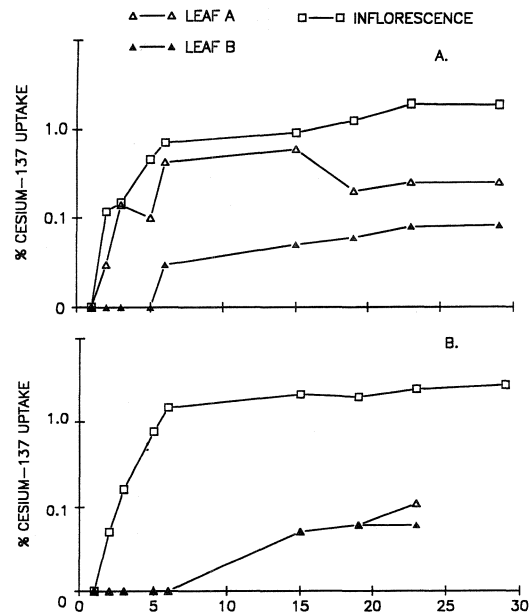 LEAF A
INFLORESCENCE
LEAF B
A.
% CESIUM-137 UPTAKE
1.0
0.1
0
B.
% CESIUM-137 UPTAKE
1.0
0.1
0
0 5 10 15 20 25 30